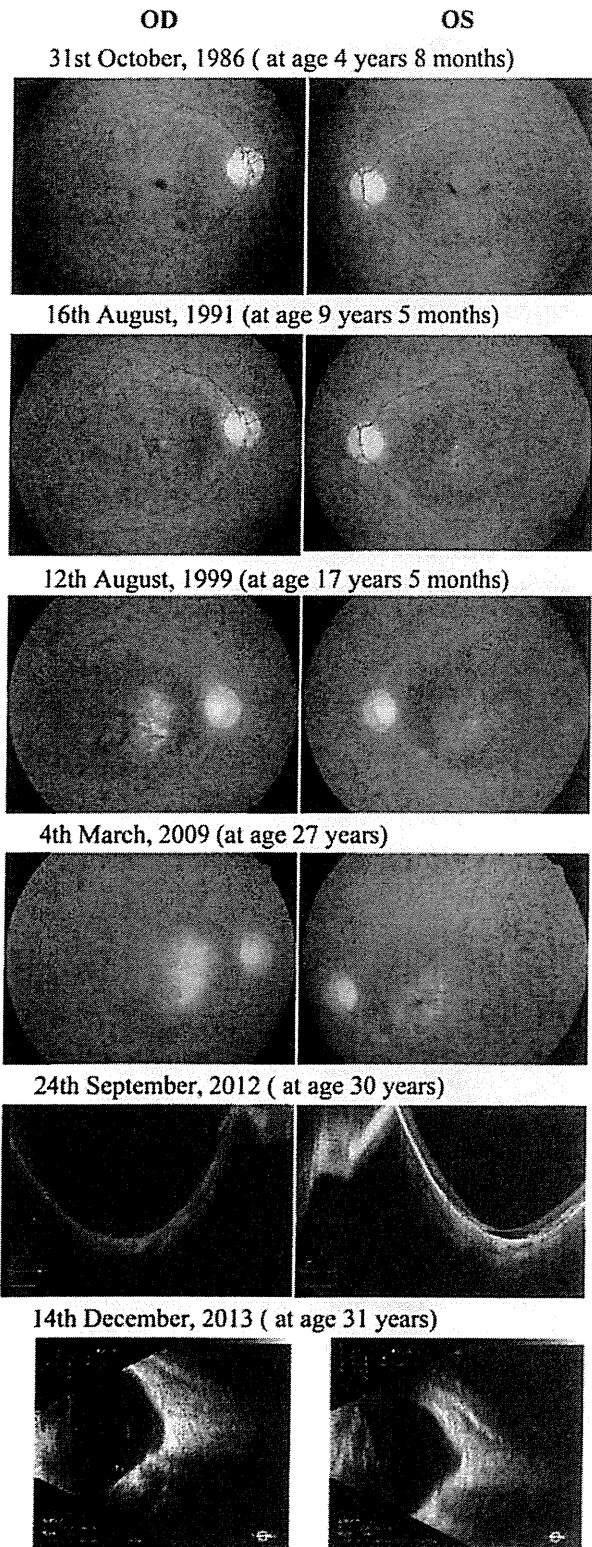 OD OS
31st October, 1986 ( at age 4 years 8 months)
16th August, 1991 (at age 9 years 5 months)
12th August, 1999 (at age 17 years 5 months)
4th March, 2009 (at age 27 years)
24th September, 2012 ( at age 30 years)
14th December, 2013 ( at age 31 years)